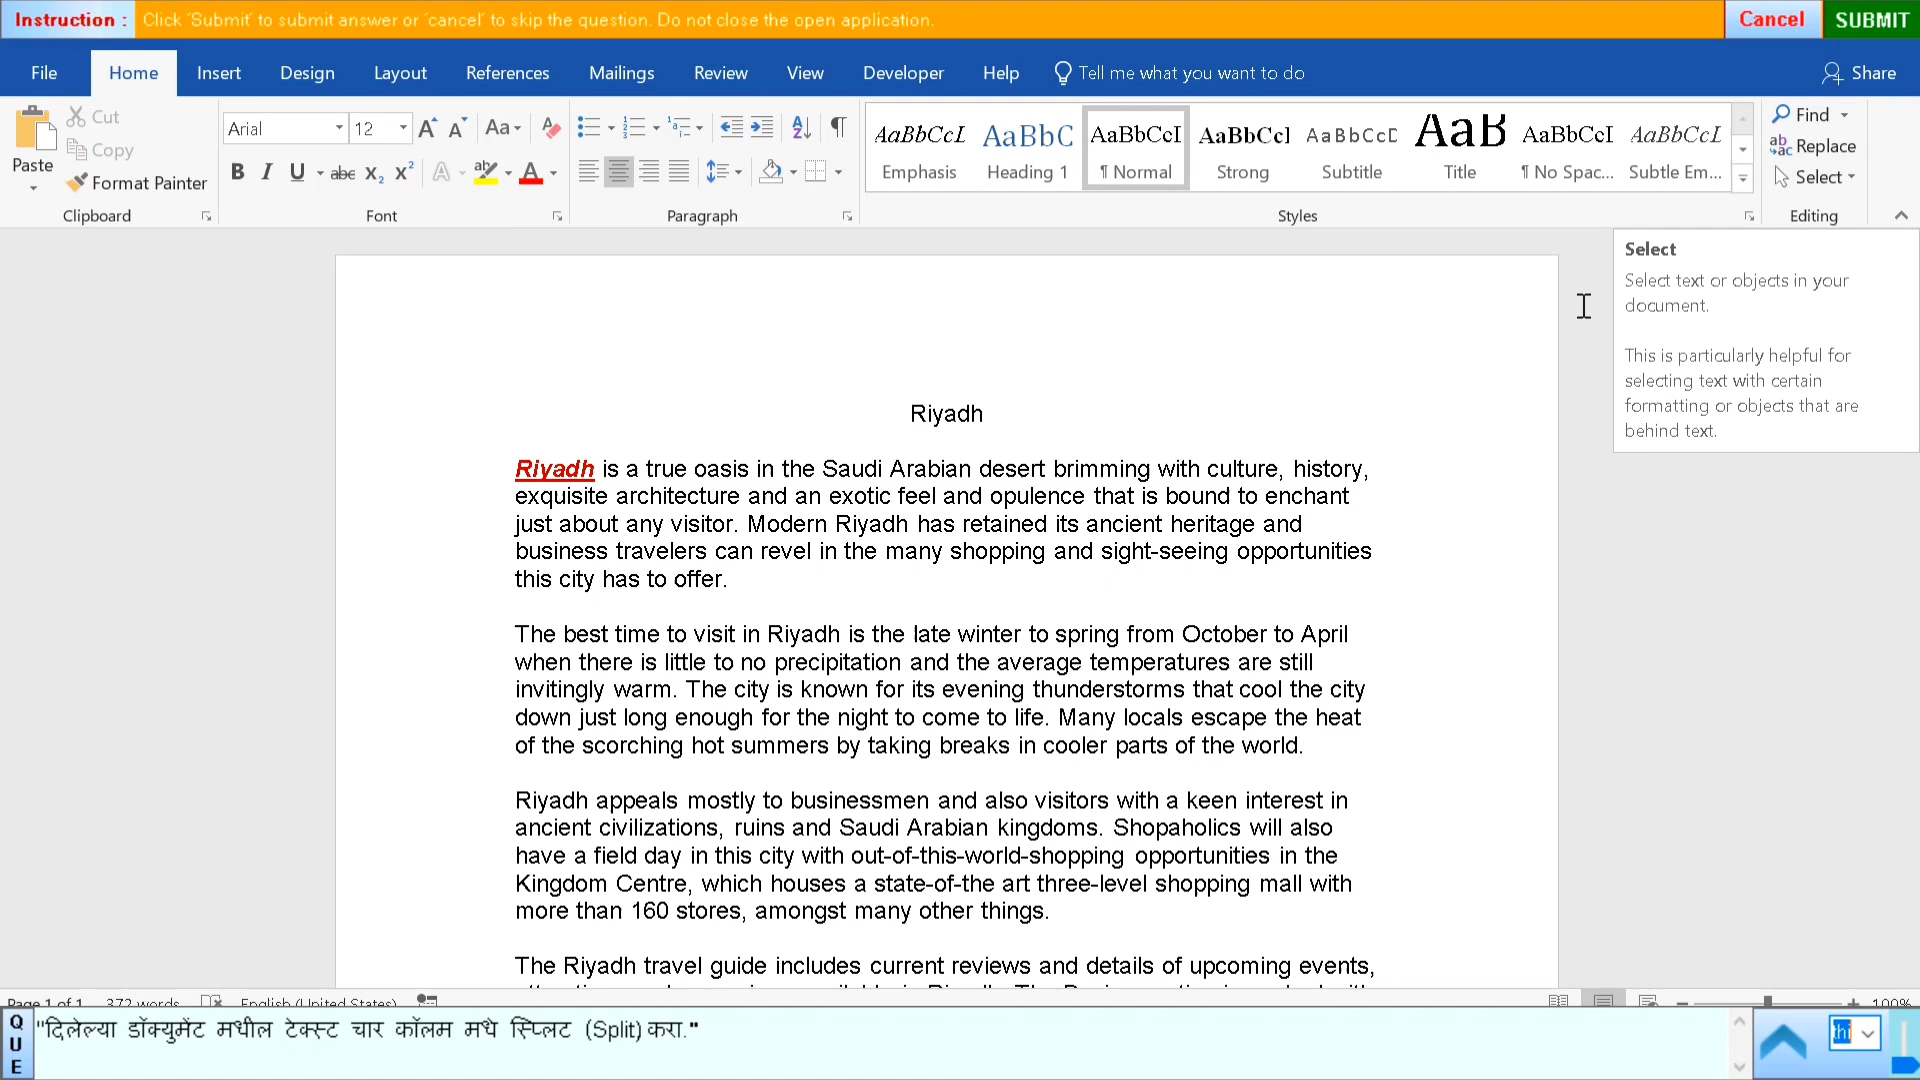 Instruction : Click 'Submit' to submit answer or 'cancel' to skip the question. Do not close the open application. Cancel SUBMIT
File Home Insert Design Layout References Mailings Review View Developer Help Tell me what you want to do Share
Paste Cut Copy Format Painter
Clipboard
Arial 12
Font
Paragraph
AaBbCcL AaBbC AaBbCcI AaBbCcI AaBbCcD AaB AaBbCcI AaBbCcL
Emphasis Heading 1 ¶ Normal Strong Subtitle Title ¶ No Spac... Subtle Em...
Styles
Find
Replace
Select
Editing
Select
Select text or objects in your
document.
This is particularly helpful for
selecting text with certain
formatting or objects that are
behind text.
Riyadh
Riyadh is a true oasis in the Saudi Arabian desert brimming with culture, history,
exquisite architecture and an exotic feel and opulence that is bound to enchant
just about any visitor. Modern Riyadh has retained its ancient heritage and
business travelers can revel in the many shopping and sight-seeing opportunities
this city has to offer.
The best time to visit in Riyadh is the late winter to spring from October to April
when there is little to no precipitation and the average temperatures are still
invitingly warm. The city is known for its evening thunderstorms that cool the city
down just long enough for the night to come to life. Many locals escape the heat
of the scorching hot summers by taking breaks in cooler parts of the world.
Riyadh appeals mostly to businessmen and also visitors with a keen interest in
ancient civilizations, ruins and Saudi Arabian kingdoms. Shopaholics will also
have a field day in this city with out-of-this-world-shopping opportunities in the
Kingdom Centre, which houses a state-of-the art three-level shopping mall with
more than 160 stores, amongst many other things.
The Riyadh travel guide includes current reviews and details of upcoming events,
Page 1 of 1 372 words English (United States) 100%
QUE "दिलेल्या डॉक्युमेंट मधील टेक्स्ट चार कॉलम मधे स्प्लिट (Split) करा."
thi